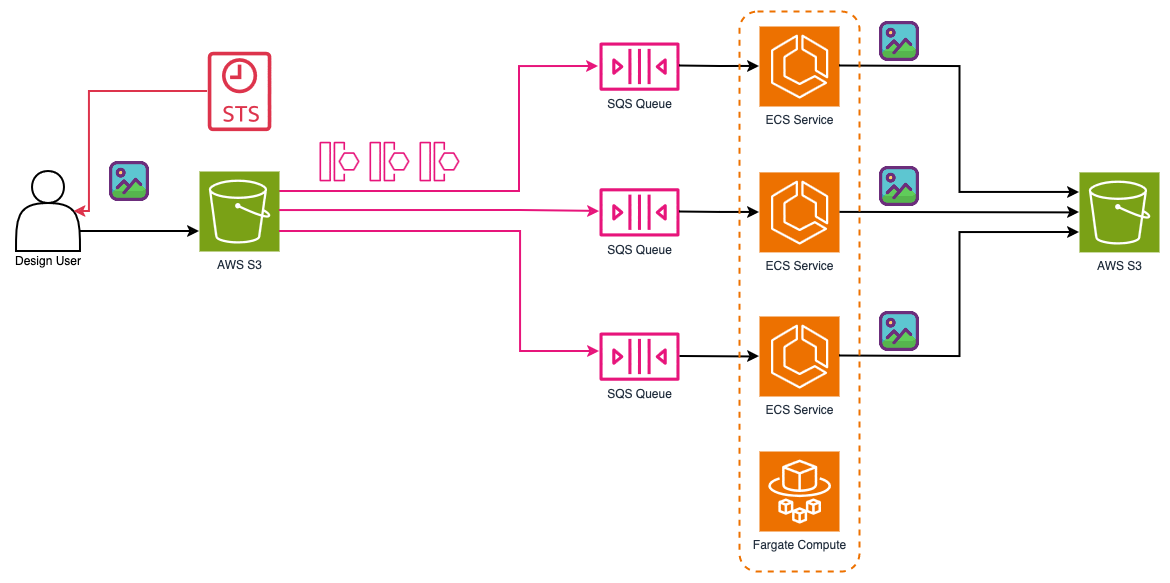 STS
SQS Queue
ECS Service
Design User
AWS S3
SQS Queue
ECS Service
AWS S3
SQS Queue
ECS Service
Fargate Compute